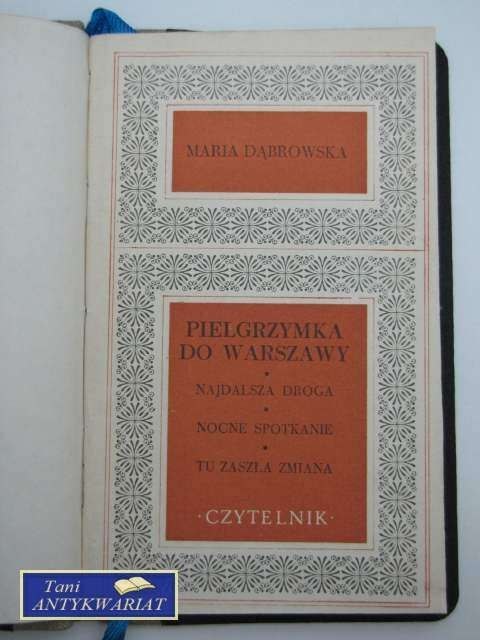 MARIA DĄBROWSKA
PIELGRZYMKA
DO WARSZAWY
•
NAJDALSZA DROGA
•
NOCNE SPOTKANIE
•
TU ZASZŁA ZMIANA
·CZYTELNIK·
Tani
ANTYKWARIAT